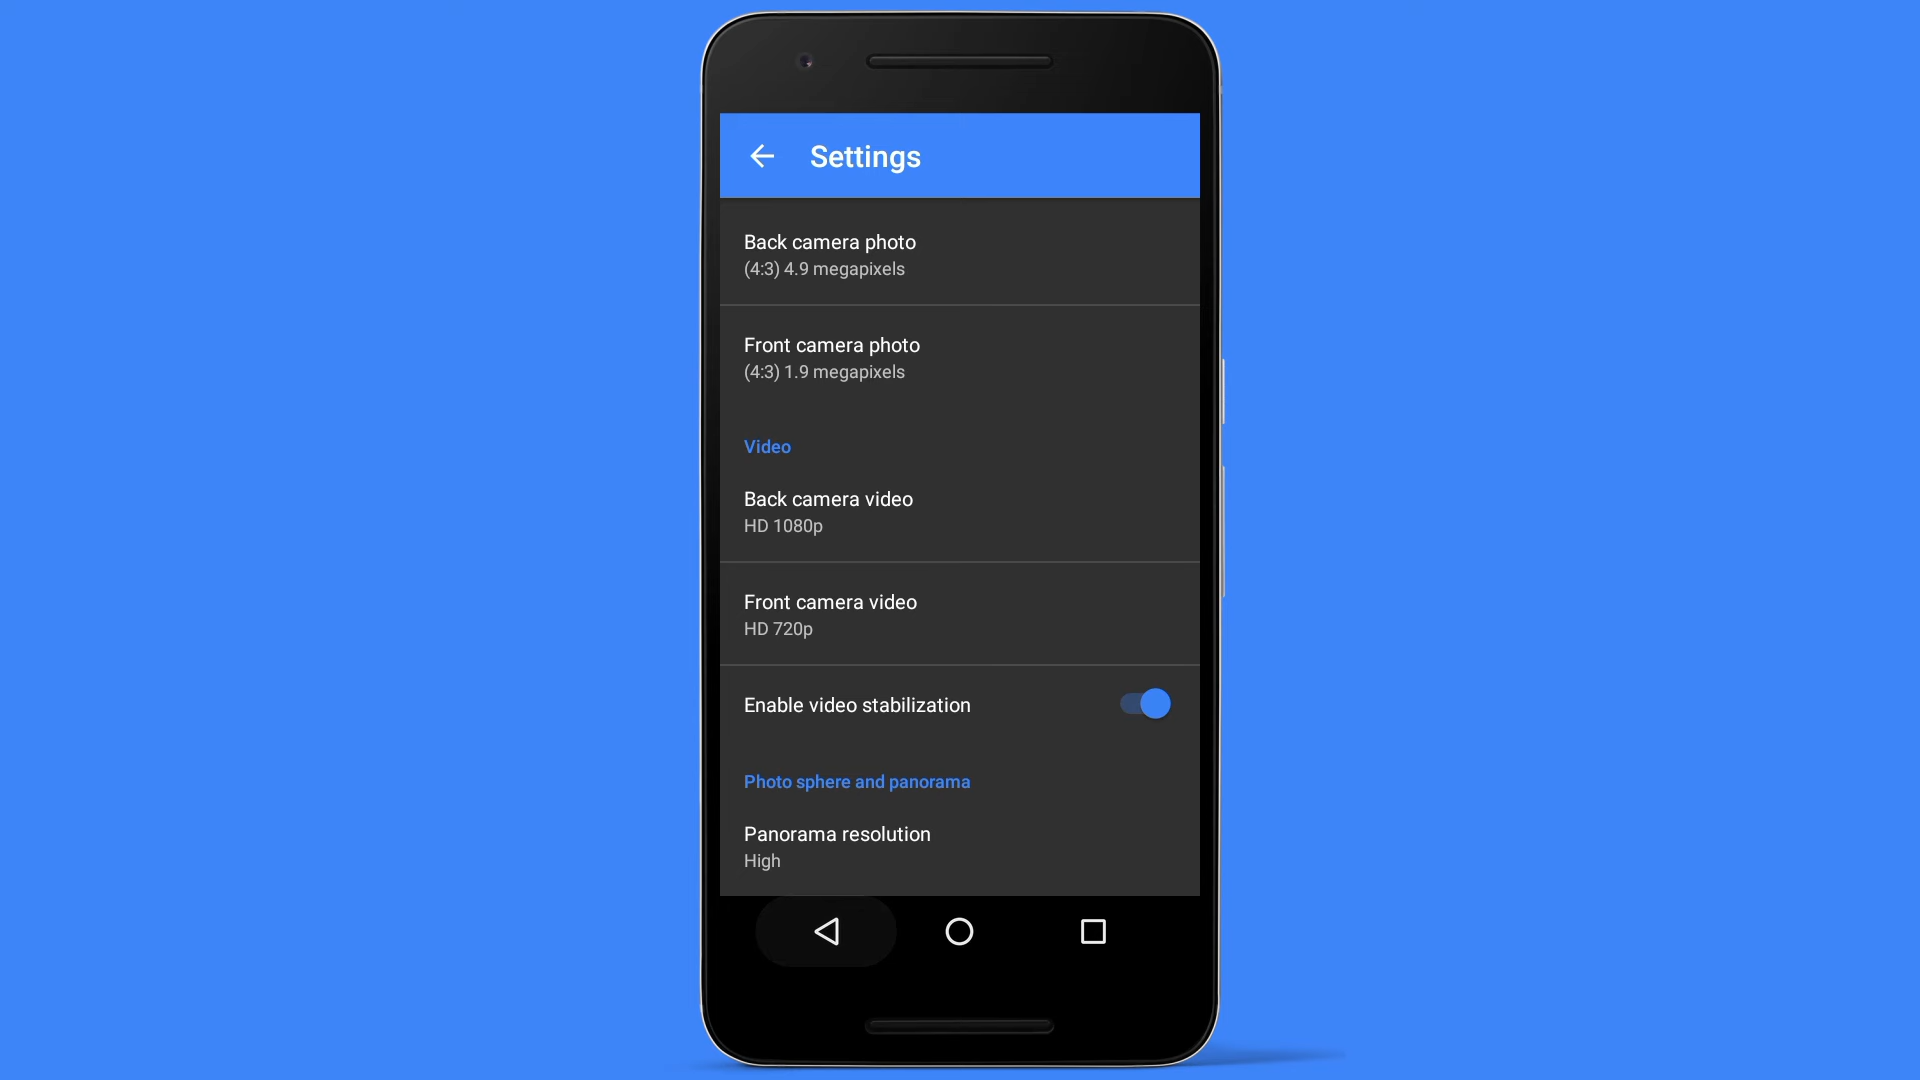 Settings
Back camera photo
(4:3) 4.9 megapixels
Front camera photo
(4:3) 1.9 megapixels
Video
Back camera video
HD 1080p
Front camera video
HD 720p
Enable video stabilization
Photo sphere and panorama
Panorama resolution
High